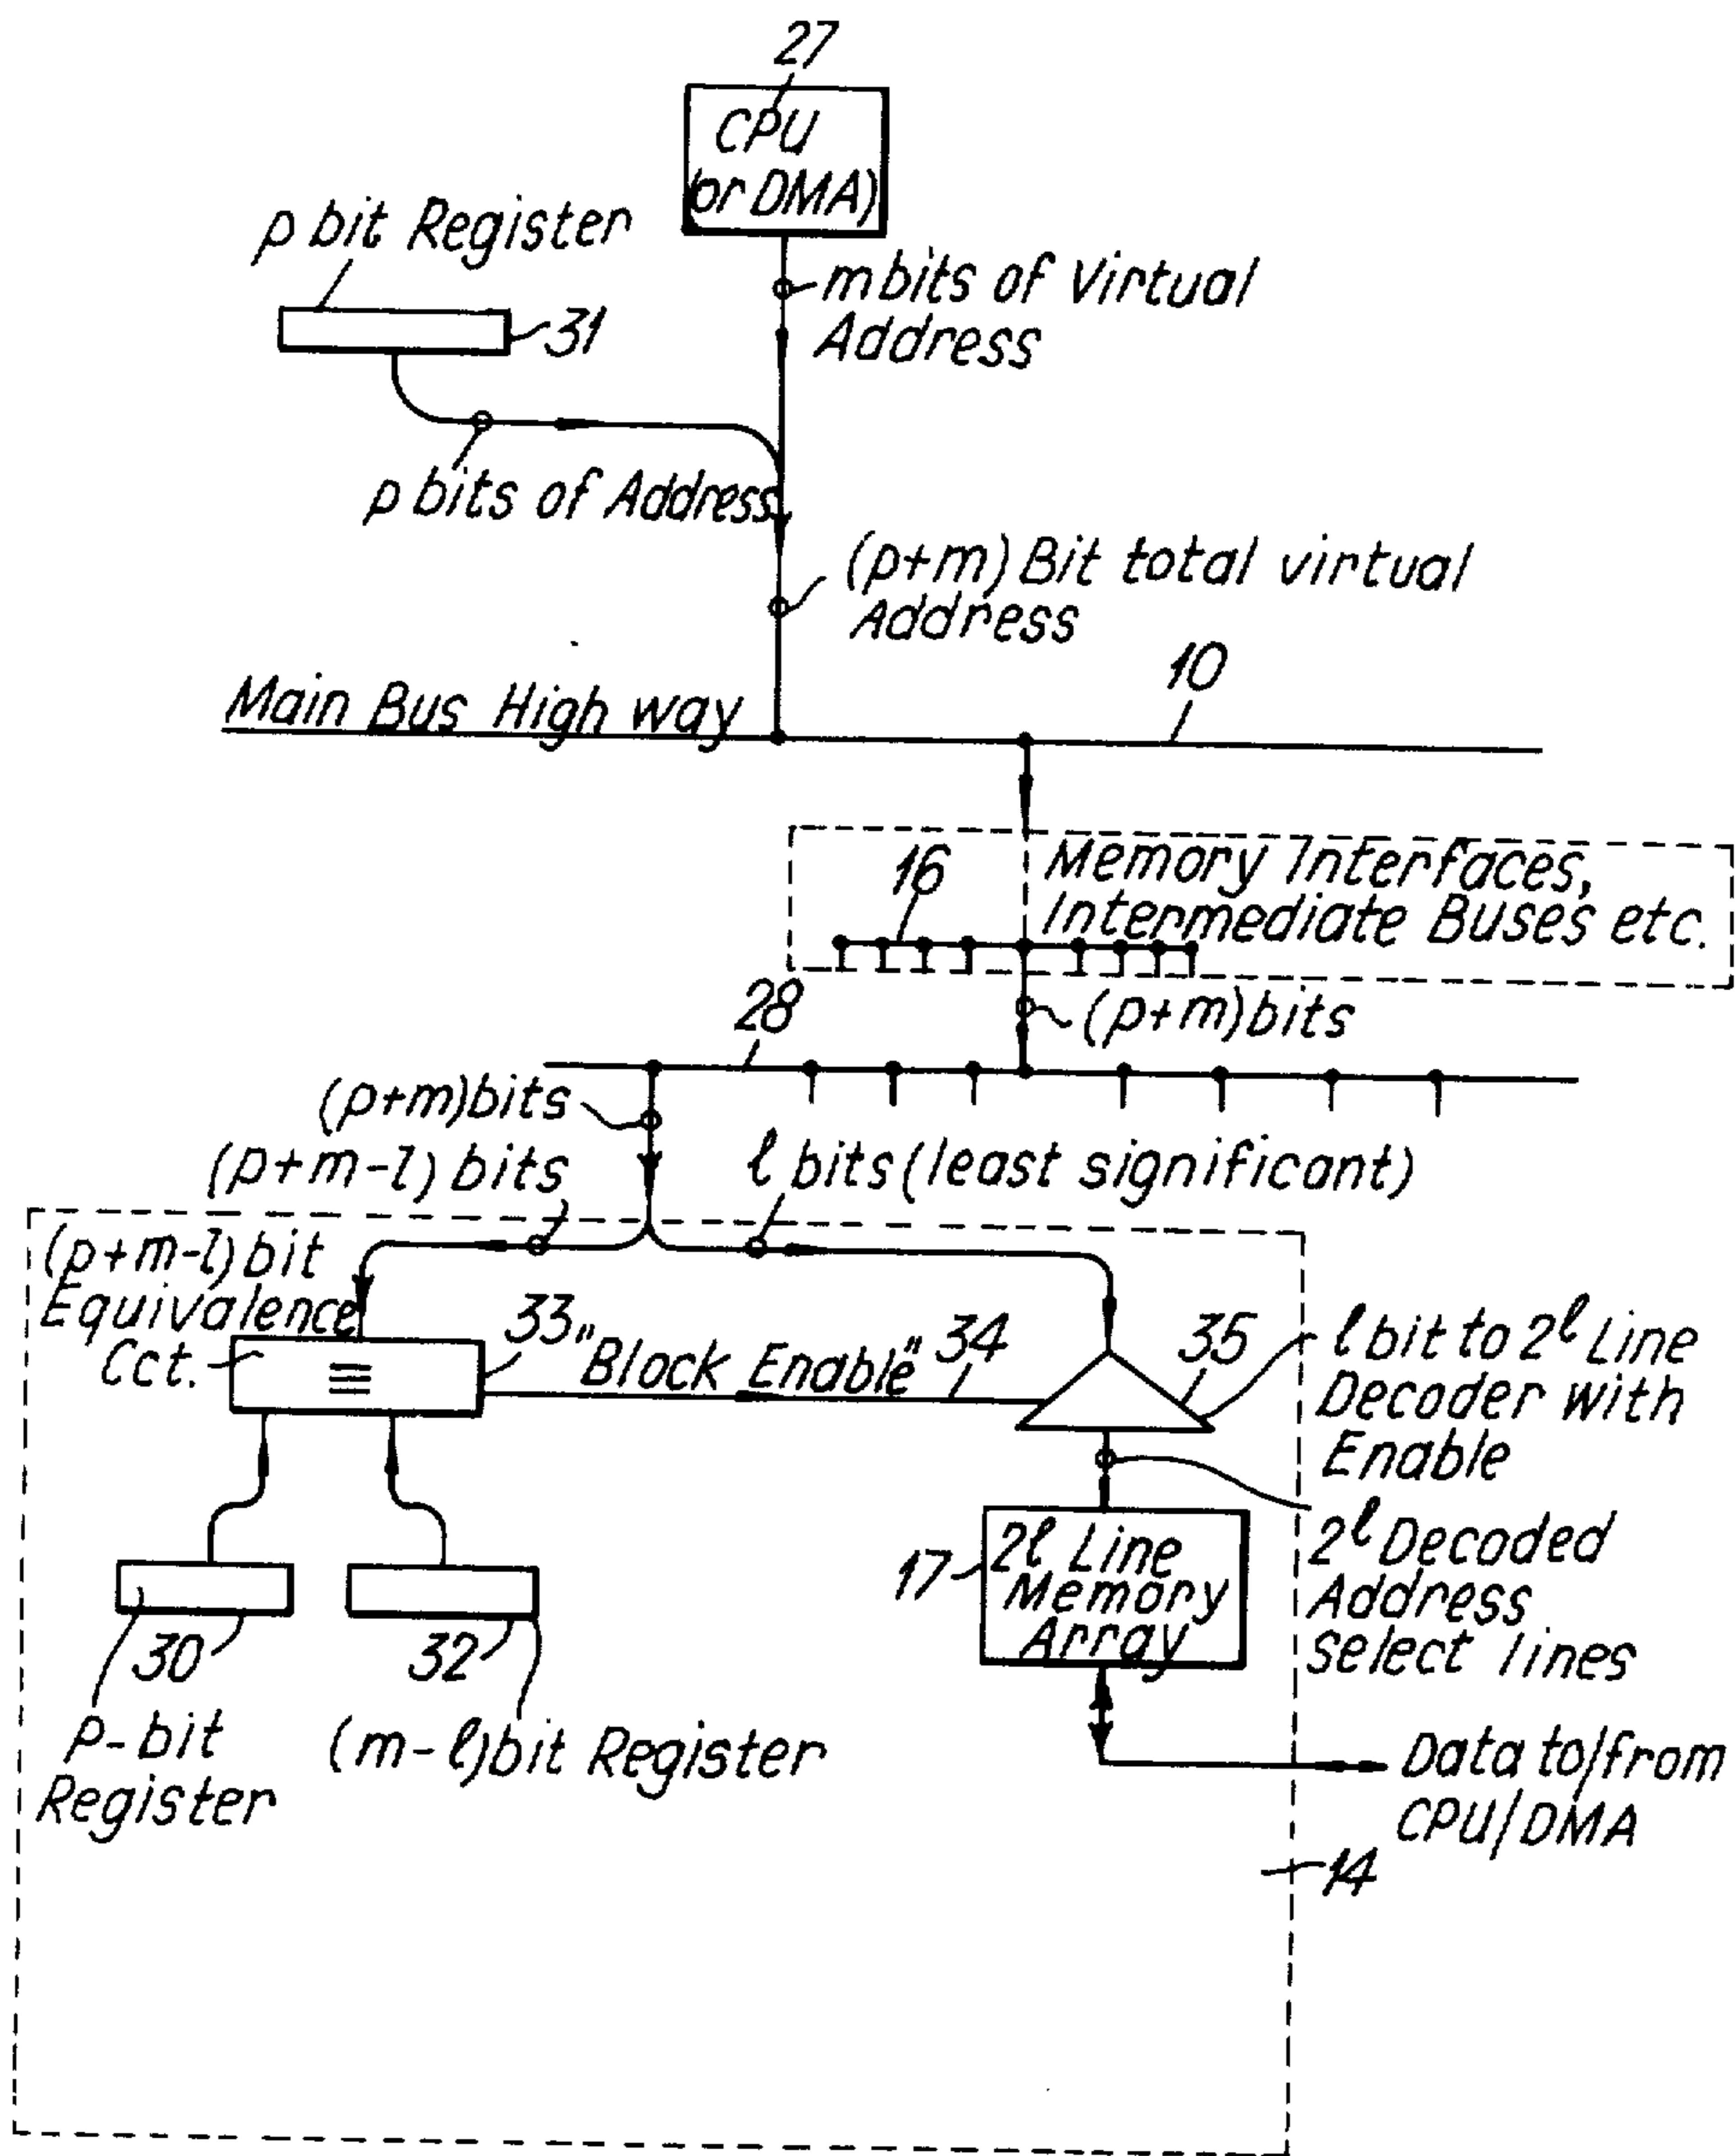 27
CPU
(or DMA)
p bit Register
31
m bits of Virtual
Address
p bits of Address
(p+m) Bit total virtual
Address
Main Bus High way
10
16
Memory Interfaces,
Intermediate Buses etc.
28
(p+m)bits
(p+m)bits
(p+m-l) bits
l bits (least significant)
(p+m-l) bit
Equivalence
Cct.
≡
33
"Block Enable"
34
35
l bit to 2^l Line
Decoder with
Enable
17
2l Line
Memory
Array
2^l Decoded
Address
select lines
30
32
P-bit
Register
(m-l)bit Register
Data to/from
CPU/DMA
14